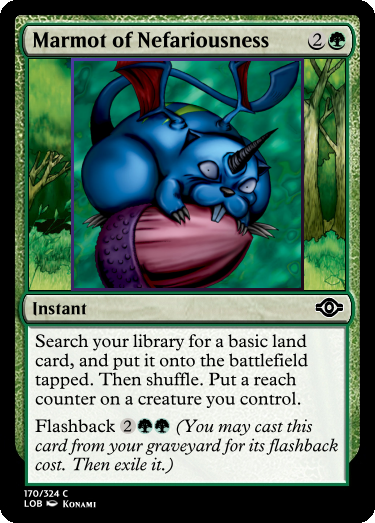 Marmot of Nefariousness 2
Instant
Search your library for a basic land
card, and put it onto the battlefield
tapped. Then shuffle. Put a reach
counter on a creature you control.
Flashback 2 (You may cast this
card from your graveyard for its flashback
cost. Then exile it.)
170/324 C
LOB Konami